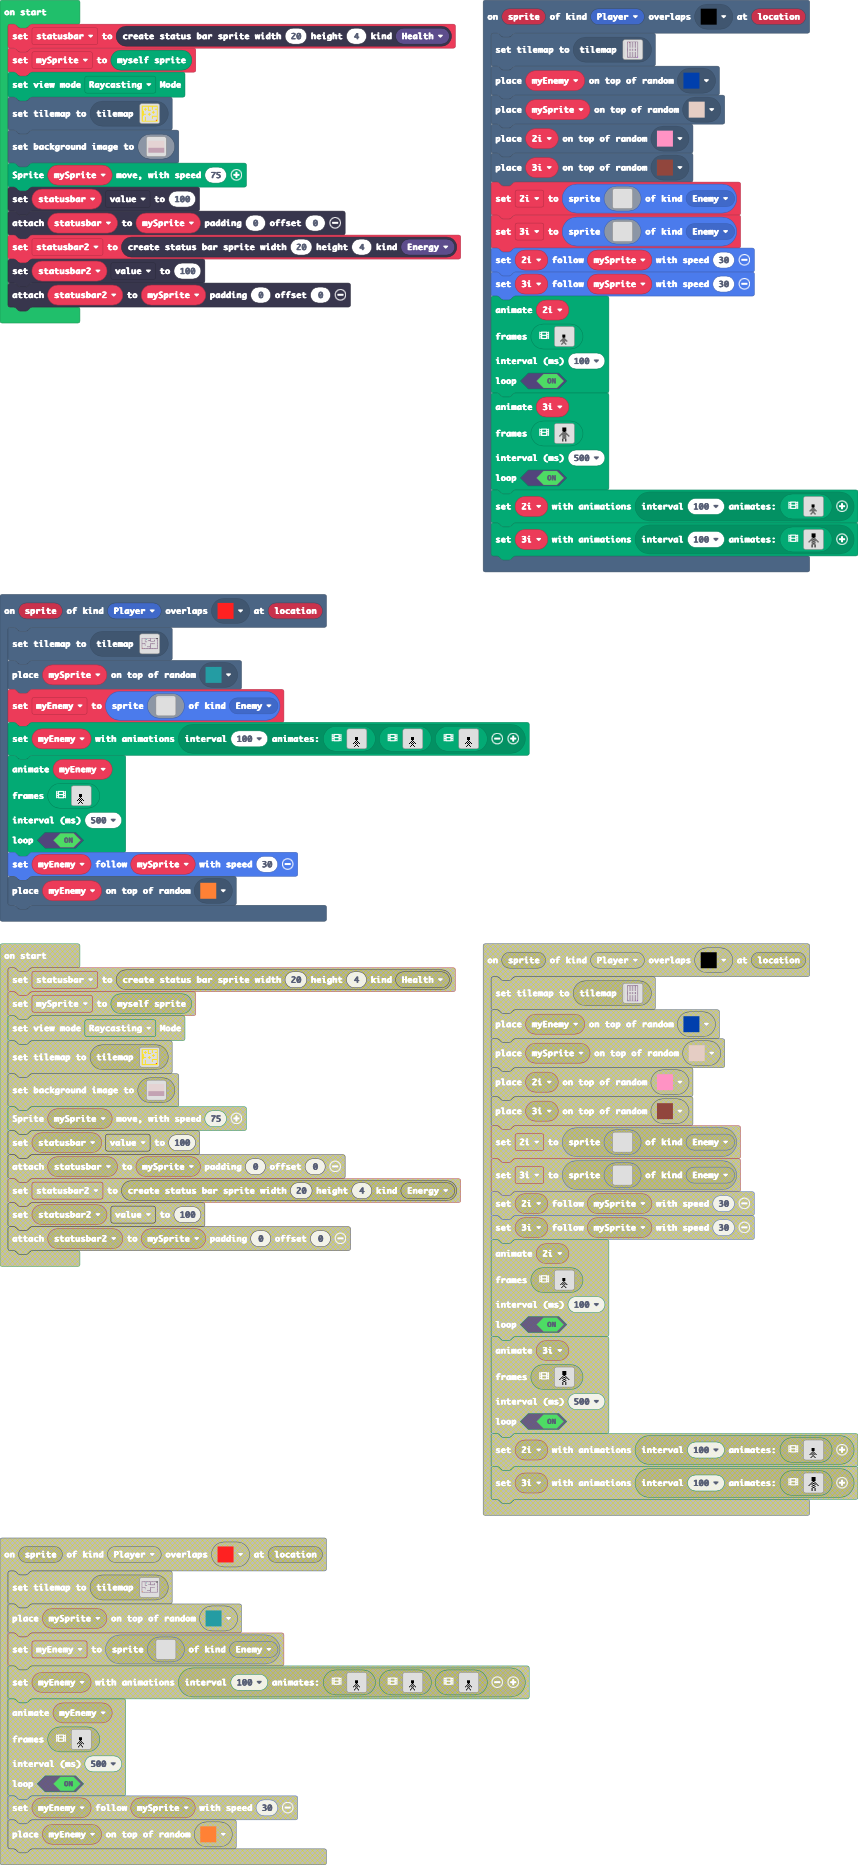 on start
set statusbar to create status bar sprite width 20 height 4 kind Health
set mySprite to myself sprite
set view mode Raycasting Mode
set tilemap to tilemap
set background image to
Sprite mySprite move, with speed 75
set statusbar value to 100
attach statusbar to mySprite padding 0 offset 0
set statusbar2 to create status bar sprite width 20 height 4 kind Energy
set statusbar2 value to 100
attach statusbar2 to mySprite padding 0 offset 0
on sprite of kind Player overlaps at location
set tilemap to tilemap
place myEnemy on top of random
place mySprite on top of random
place 2i on top of random
place 3i on top of random
set 2i to sprite of kind Enemy
set 3i to sprite of kind Enemy
set 2i follow mySprite with speed 30
set 3i follow mySprite with speed 30
animate 2i
frames
interval (ms) 100
loop ON
animate 3i
frames
interval (ms) 500
loop ON
set 2i with animations interval 100 animates:
set 3i with animations interval 100 animates:
on sprite of kind Player overlaps at location
set tilemap to tilemap
place mySprite on top of random
set myEnemy to sprite of kind Enemy
set myEnemy with animations interval 100 animates:
animate myEnemy
frames
interval (ms) 500
loop ON
set myEnemy follow mySprite with speed 30
place myEnemy on top of random
on start
set statusbar to create status bar sprite width 20 height 4 kind Health
set mySprite to myself sprite
set view mode Raycasting Mode
set tilemap to tilemap
set background image to
Sprite mySprite move, with speed 75
set statusbar value to 100
attach statusbar to mySprite padding 0 offset 0
set statusbar2 to create status bar sprite width 20 height 4 kind Energy
set statusbar2 value to 100
attach statusbar2 to mySprite padding 0 offset 0
on sprite of kind Player overlaps at location
set tilemap to tilemap
place myEnemy on top of random
place mySprite on top of random
place 2i on top of random
place 3i on top of random
set 2i to sprite of kind Enemy
set 3i to sprite of kind Enemy
set 2i follow mySprite with speed 30
set 3i follow mySprite with speed 30
animate 2i
frames
interval (ms) 100
loop ON
animate 3i
frames
interval (ms) 500
loop ON
set 2i with animations interval 100 animates:
set 3i with animations interval 100 animates:
on sprite of kind Player overlaps at location
set tilemap to tilemap
place mySprite on top of random
set myEnemy to sprite of kind Enemy
set myEnemy with animations interval 100 animates:
animate myEnemy
frames
interval (ms) 500
loop ON
set myEnemy follow mySprite with speed 30
place myEnemy on top of random